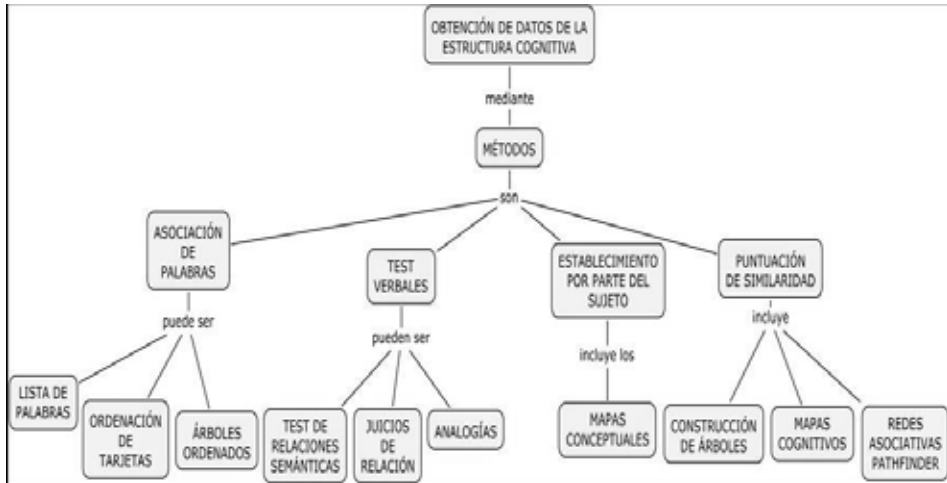 OBTENCIÓN DE DATOS DE LA
ESTRUCTURA COGNITIVA
mediante
MÉTODOS
son
ASOCIACIÓN
DE
PALABRAS
TEST
VERBALES
ESTABLECIMIENTO
POR PARTE DEL
SUJETO
PUNTUACIÓN
DE SIMILARIDAD
puede ser
pueden ser
incluye los
incluye
LISTA DE
PALABRAS
ORDENACIÓN
DE
TARJETAS
ÁRBOLES
ORDENADOS
TEST DE
RELACIONES
SEMÁNTICAS
JUICIOS
DE
RELACIÓN
ANALOGÍAS
MAPAS
CONCEPTUALES
CONSTRUCCIÓN
DE ÁRBOLES
MAPAS
COGNITIVOS
REDES
ASOCIATIVAS
PATHFINDER